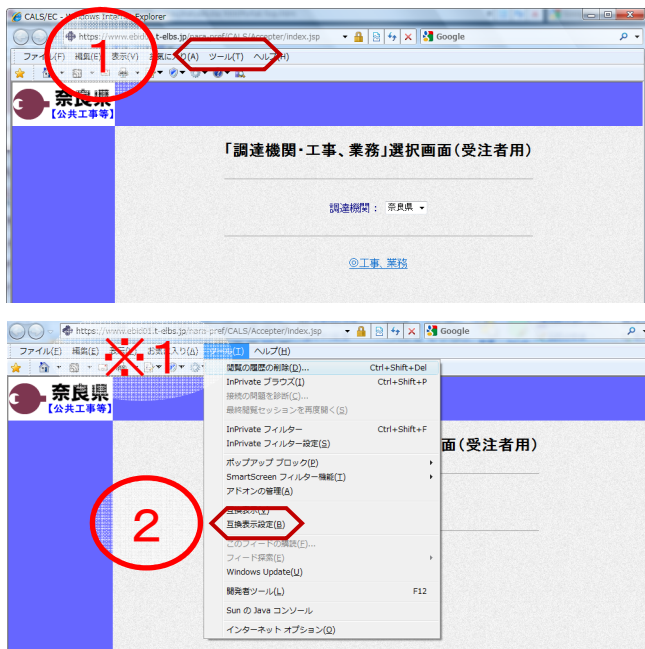 CALS/EC - Windows Internet Explorer
https://www.ebid01.t-elbs.jp/nara-pref/CALS/Accepter/index.jsp
Google
ファイル(F) 編集(E) 表示(V) お気に入り(A) ツール(T) ヘルプ(H)
1
奈良県
【公共工事等】
「調達機関・工事、業務」選択画面(受注者用)
調達機関： 奈良県
◎工事、業務
https://www.ebid01.t-elbs.jp/nara-pref/CALS/Accepter/index.jsp
Google
ファイル(F) 編集(E) 表示(V) お気に入り(A) ツール(T) ヘルプ(H)
※1
奈良県
【公共工事等】
閲覧の履歴の削除(D)... Ctrl+Shift+Del
InPrivate ブラウズ(I) Ctrl+Shift+P
接続の問題を診断(C)...
最終閲覧セッションを再度開く(S)
InPrivate フィルター Ctrl+Shift+F
InPrivate フィルター設定(S)
面(受注者用)
ポップアップ ブロック(P)
SmartScreen フィルター機能(T)
アドオンの管理(A)
互換表示(V)
2
互換表示設定(B)
このフィードの購読(F)...
フィード探索(E)
Windows Update(U)
開発者ツール(L) F12
Sun の Java コンソール
インターネット オプション(O)